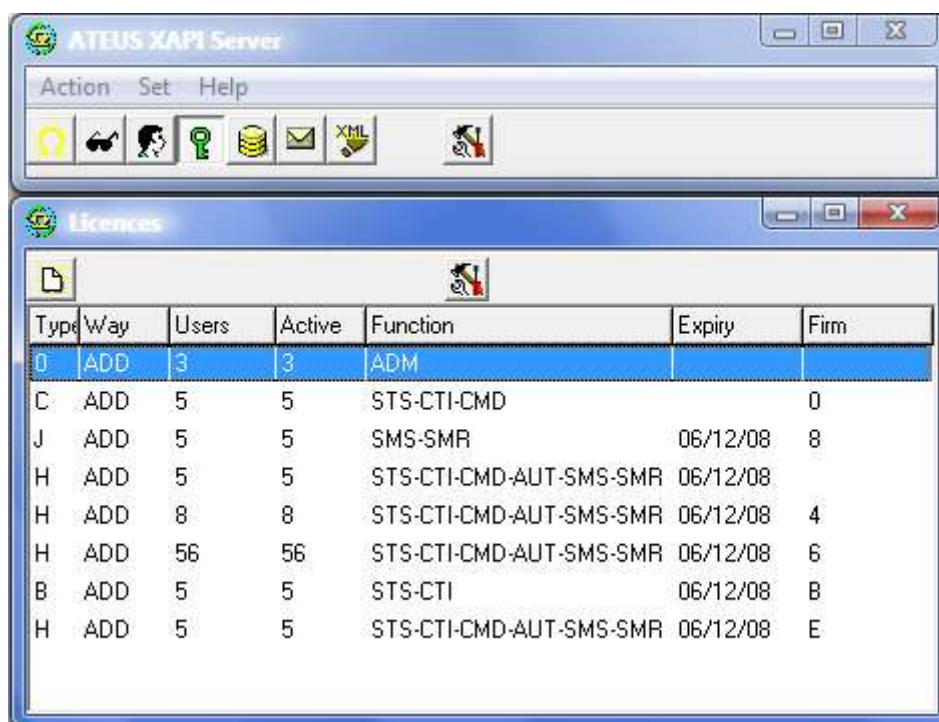 ATEUS XAPI Server
Action Set Help
XML
Licences
Type Way Users Active Function Expiry Firm
0 ADD 3 3 ADM
C ADD 5 5 STS-CTI-CMD 0
J ADD 5 5 SMS-SMR 06/12/08 8
H ADD 5 5 STS-CTI-CMD-AUT-SMS-SMR 06/12/08
H ADD 8 8 STS-CTI-CMD-AUT-SMS-SMR 06/12/08 4
H ADD 56 56 STS-CTI-CMD-AUT-SMS-SMR 06/12/08 6
B ADD 5 5 STS-CTI 06/12/08 B
H ADD 5 5 STS-CTI-CMD-AUT-SMS-SMR 06/12/08 E